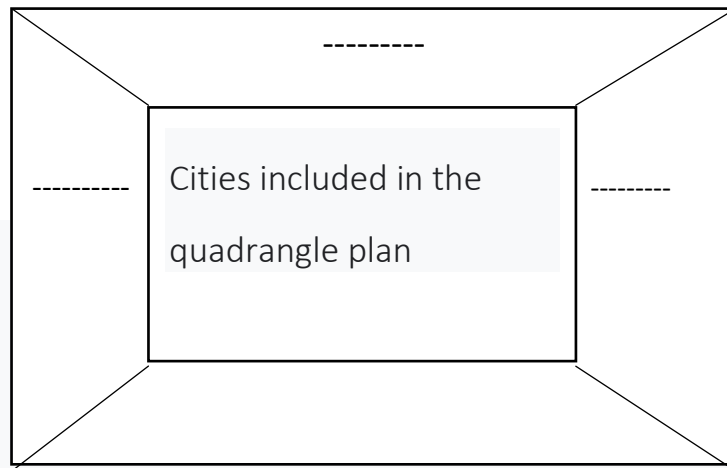 ---------
----------
Cities included in the
---------
quadrangle plan